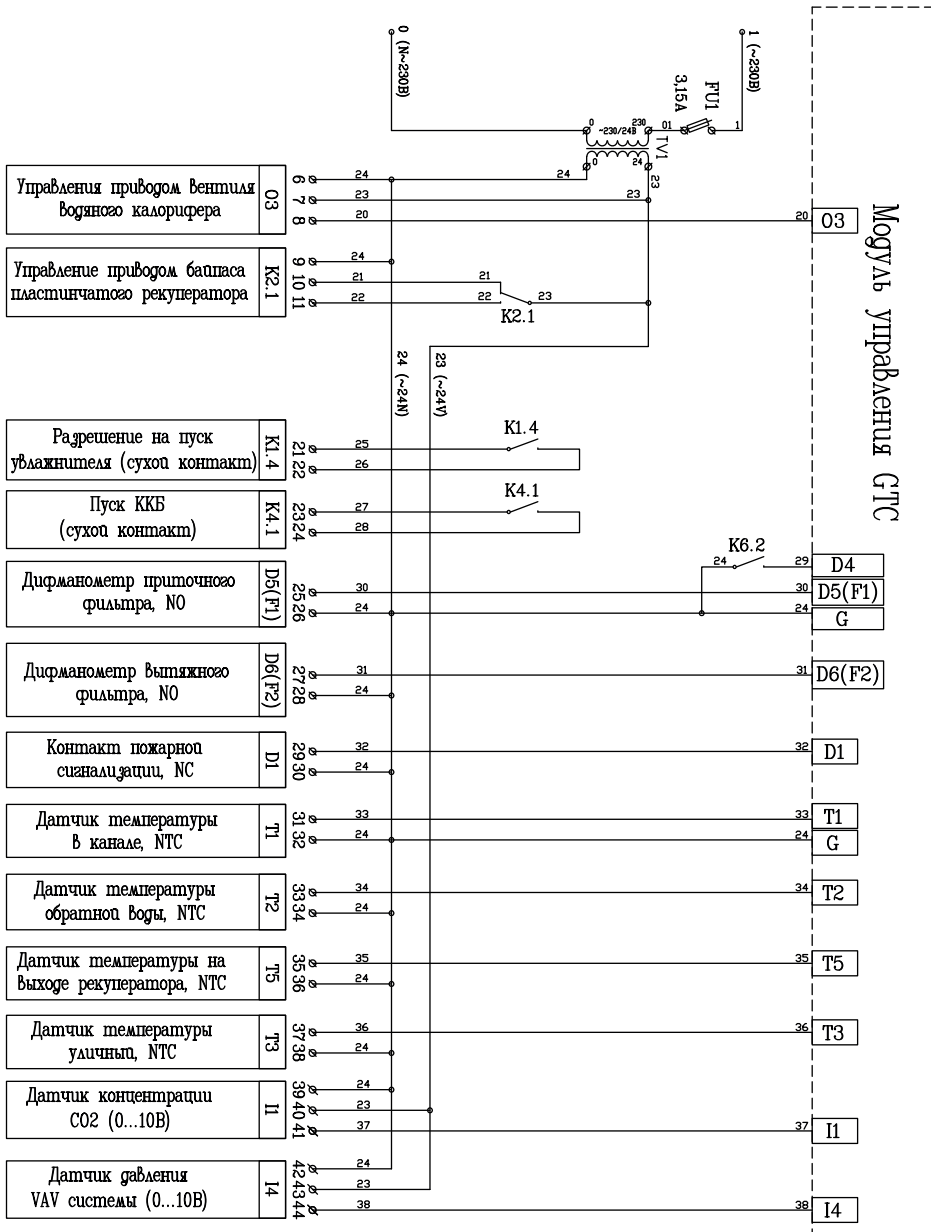 0 (N~230В)
1 (~230В)
FU1
3,15А
1
01
230
0
~230/24В
TV1
0
24
23
Модуль управления GTC
Управления приводом вентиля
водяного калорифера
О3
6
24
24
7
23
23
8
20
20
О3
Управление приводом байпаса
пластинчатого рекуператора
К2.1
9
24
10
21
21
11
22
22
23
К2.1
24 (~24N)
23 (~24V)
Разрешение на пуск
увлажнителя (сухой контакт)
К1.4
21
25
К1.4
22
26
Пуск ККБ
(сухой контакт)
К4.1
23
27
К4.1
24
28
К6.2
24
29
D4
Дифманометр приточного
фильтра, NO
D5(F1)
25
30
30
D5(F1)
26
24
24
G
Дифманометр вытяжного
фильтра, NO
D6(F2)
27
31
31
D6(F2)
28
24
Контакт пожарной
сигнализации, NC
D1
29
32
32
D1
30
24
Датчик температуры
в канале, NTC
T1
31
33
33
T1
32
24
24
G
Датчик температуры
обратной воды, NTC
T2
33
34
34
T2
34
24
Датчик температуры на
выходе рекуператора, NTC
T5
35
35
35
T5
36
24
Датчик температуры
уличный, NTC
T3
37
36
36
T3
38
24
Датчик концентрации
CO2 (0...10В)
I1
39
24
40
23
41
37
37
I1
Датчик давления
VAV системы (0...10В)
I4
42
24
43
23
44
38
38
I4